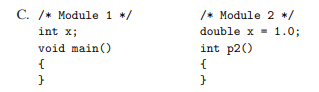 C. /* Module 1 */ /* Module 2 */
int x; double x = 1.0;
void main() int p2()
{ {
} }